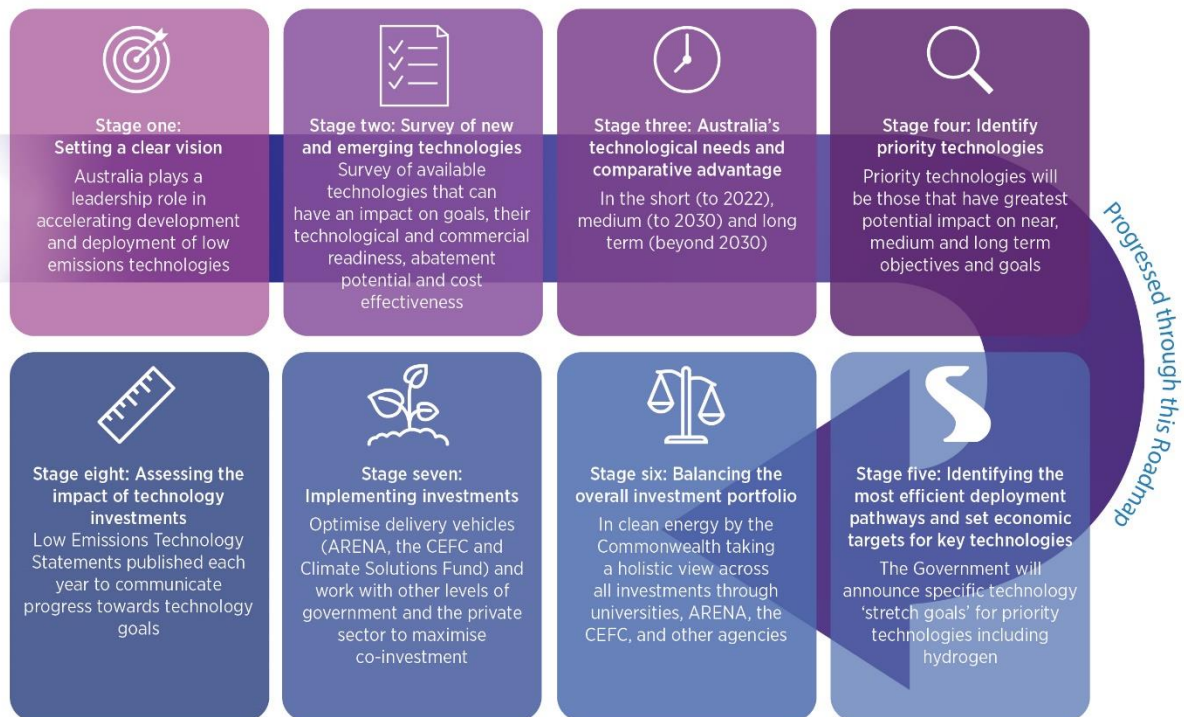 Stage one:
Setting a clear vision
Australia plays a
leadership role in
accelerating development
and deployment of low
emissions technologies
Stage two: Survey of new
and emerging technologies
Survey of available
technologies that can
have an impact on goals, their
technological and commercial
readiness, abatement
potential and cost
effectiveness
Stage three: Australia's
technological needs and
comparative advantage
In the short (to 2022),
medium (to 2030) and long
term (beyond 2030)
Stage four: Identify
priority technologies
Priority technologies will
be those that have greatest
potential impact on near,
medium and long term
objectives and goals
Progressed through this Roadmap
Stage five: Identifying the
most efficient deployment
pathways and set economic
targets for key technologies
The Government will
announce specific technology
‘stretch goals’ for priority
technologies including
hydrogen
Stage six: Balancing the
overall investment portfolio
In clean energy by the
Commonwealth taking
a holistic view across
all investments through
universities, ARENA, the
CEFC, and other agencies
Stage seven:
Implementing investments
Optimise delivery vehicles
(ARENA, the CEFC and
Climate Solutions Fund) and
work with other levels of
government and the private
sector to maximise
co-investment
Stage eight: Assessing the
impact of technology
investments
Low Emissions Technology
Statements published each
year to communicate
progress towards technology
goals